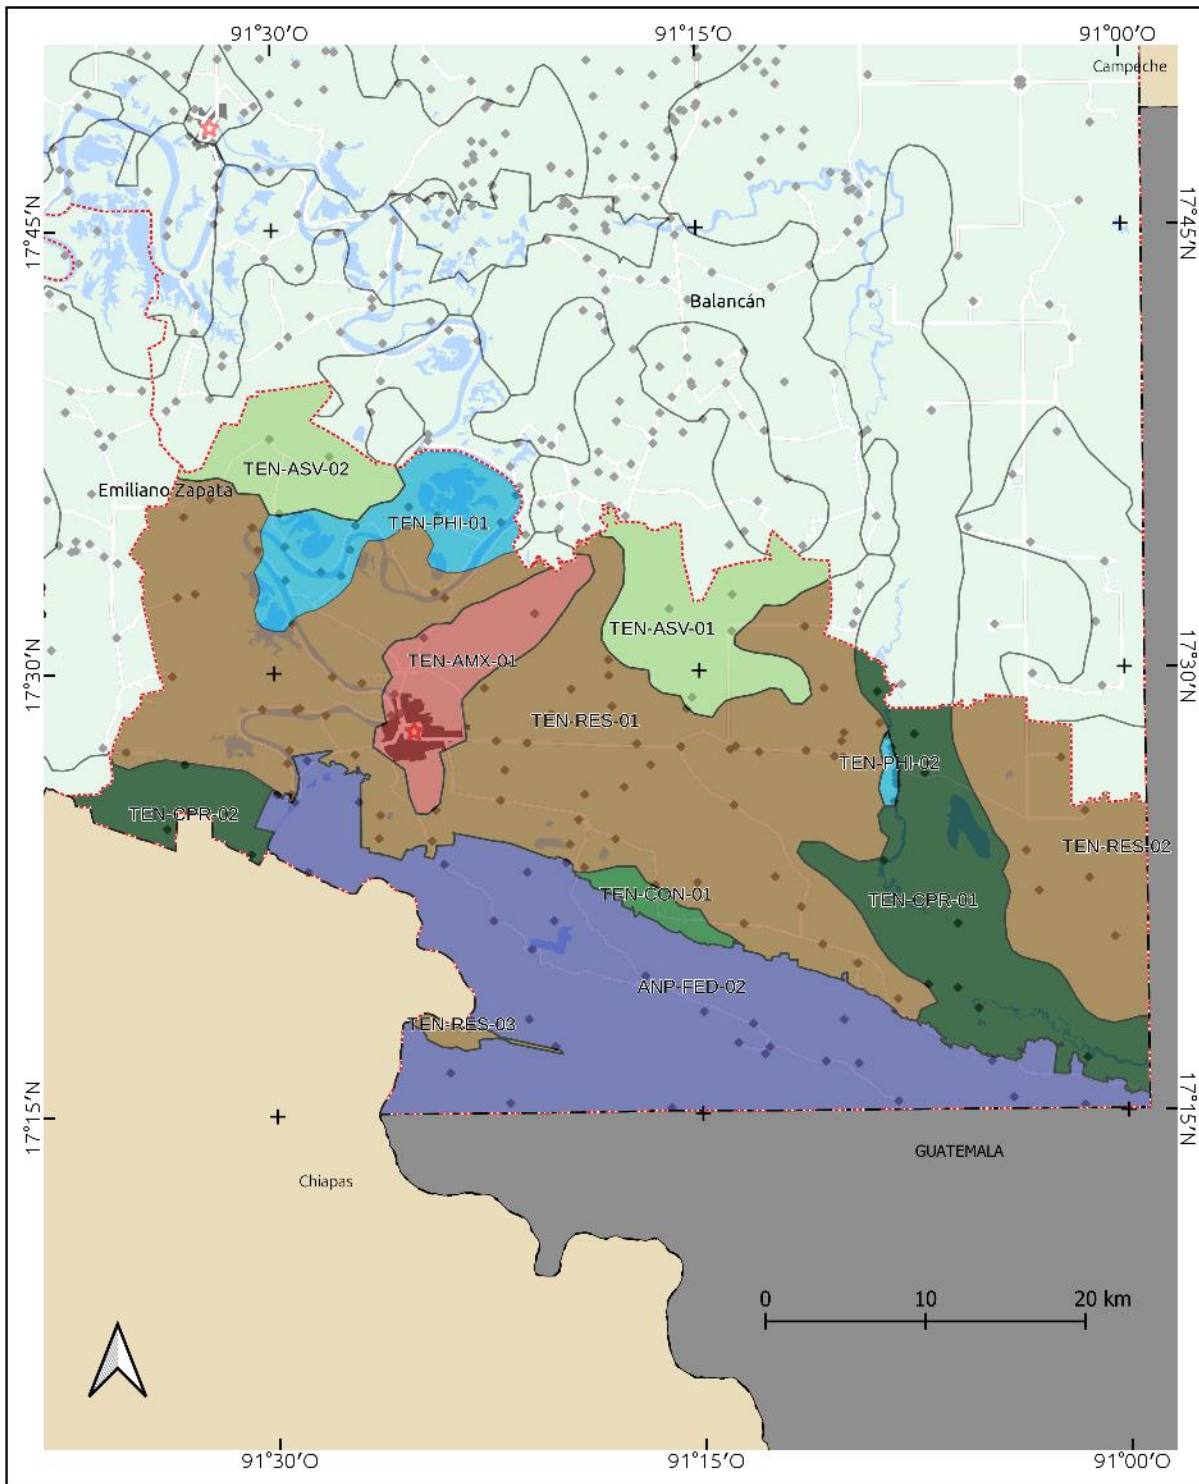 91°30′O
91°15′O
91°00′O
Campeche
17°45′N
17°45′N
Balancán
TEN-ASV-02
Emiliano Zapata
TEN-PHI-01
TEN-ASV-01
TEN-AMX-01
17°30′N
17°30′N
TEN-RES-01
TEN-PHI-02
TEN-CPR-02
TEN-RES-02
TEN-CON-01
TEN-CPR-01
ANP-FED-02
TEN-RES-03
17°15′N
17°15′N
GUATEMALA
Chiapas
0 10 20 km
91°30′O
91°15′O
91°00′O